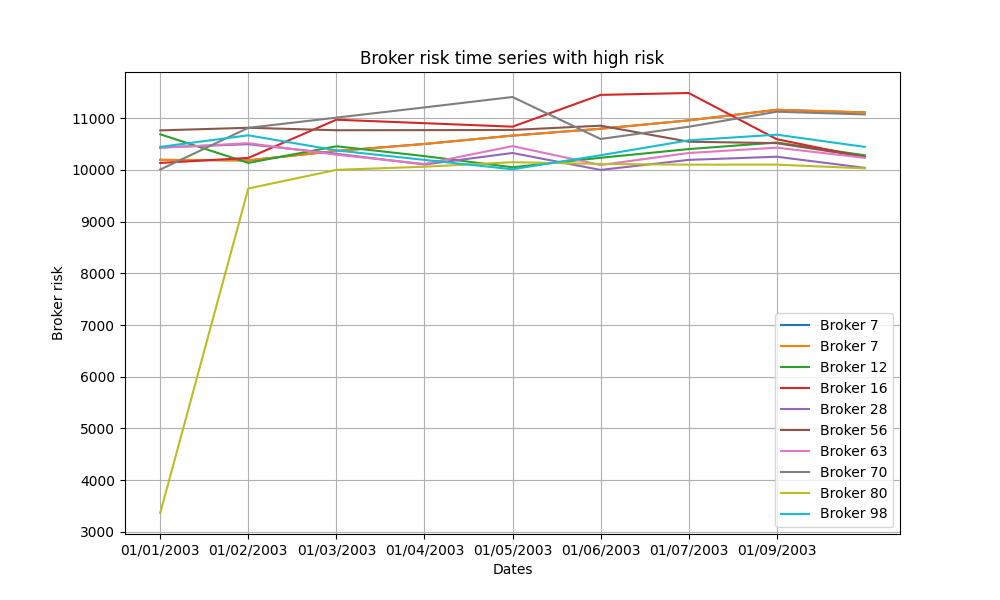 Broker risk time series with high risk
Broker risk
11000
10000
9000
8000
7000
6000
5000
4000
3000
Broker 7
Broker 7
Broker 12
Broker 16
Broker 28
Broker 56
Broker 63
Broker 70
Broker 80
Broker 98
01/01/2003 01/02/2003 01/03/2003 01/04/2003 01/05/2003 01/06/2003 01/07/2003 01/09/2003
Dates